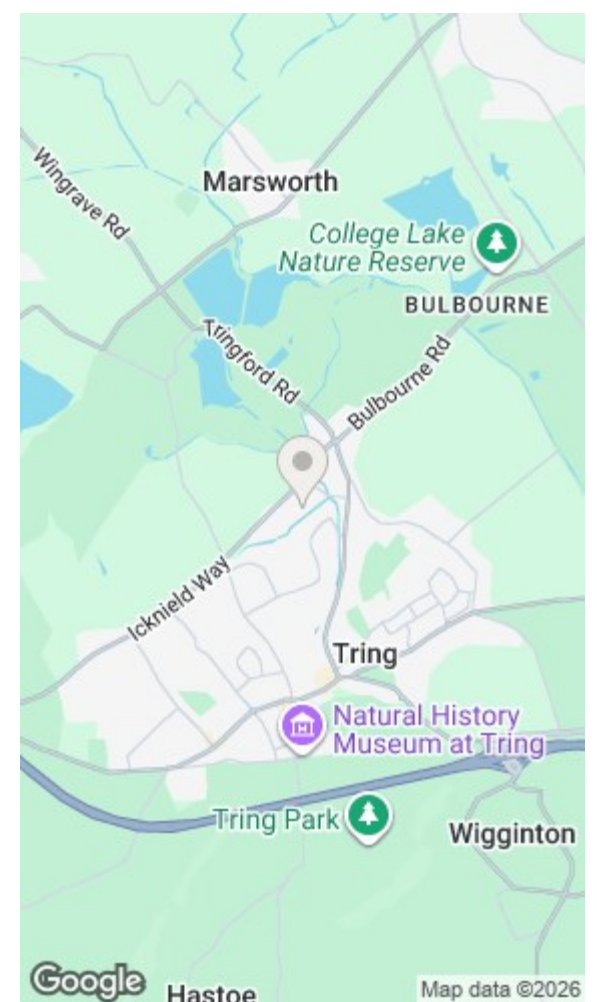 Marsworth
Wingrave Rd
College Lake
Nature Reserve
BULBOURNE
Tringford Rd
Bulbourne Rd
Icknield Way
Tring
Natural History
Museum at Tring
Tring Park
Wigginton
Google
Hastoe
Map data ©2026